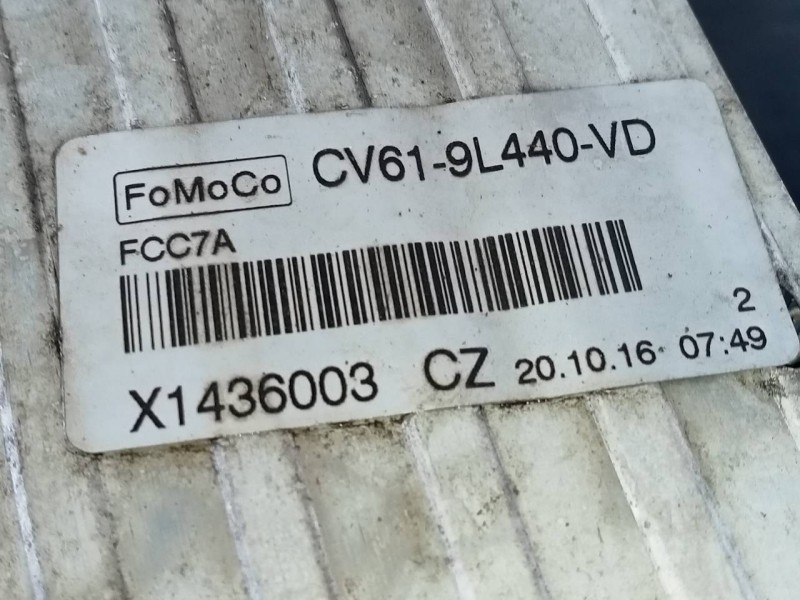 FoMoCo CV61-9L440-VD
FCC7A
2
X1436003 CZ 20.10.16 07:49